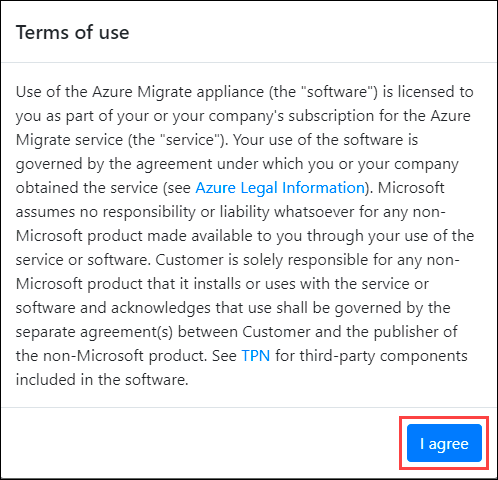 Terms of use
Use of the Azure Migrate appliance (the "software") is licensed to
you as part of your or your company's subscription for the Azure
Migrate service (the "service"). Your use of the software is
governed by the agreement under which you or your company
obtained the service (see Azure Legal Information). Microsoft
assumes no responsibility or liability whatsoever for any non-
Microsoft product made available to you through your use of the
service or software. Customer is solely responsible for any non-
Microsoft product that it installs or uses with the service or
software and acknowledges that use shall be governed by the
separate agreement(s) between Customer and the publisher of
the non-Microsoft product. See TPN for third-party components
included in the software.
I agree